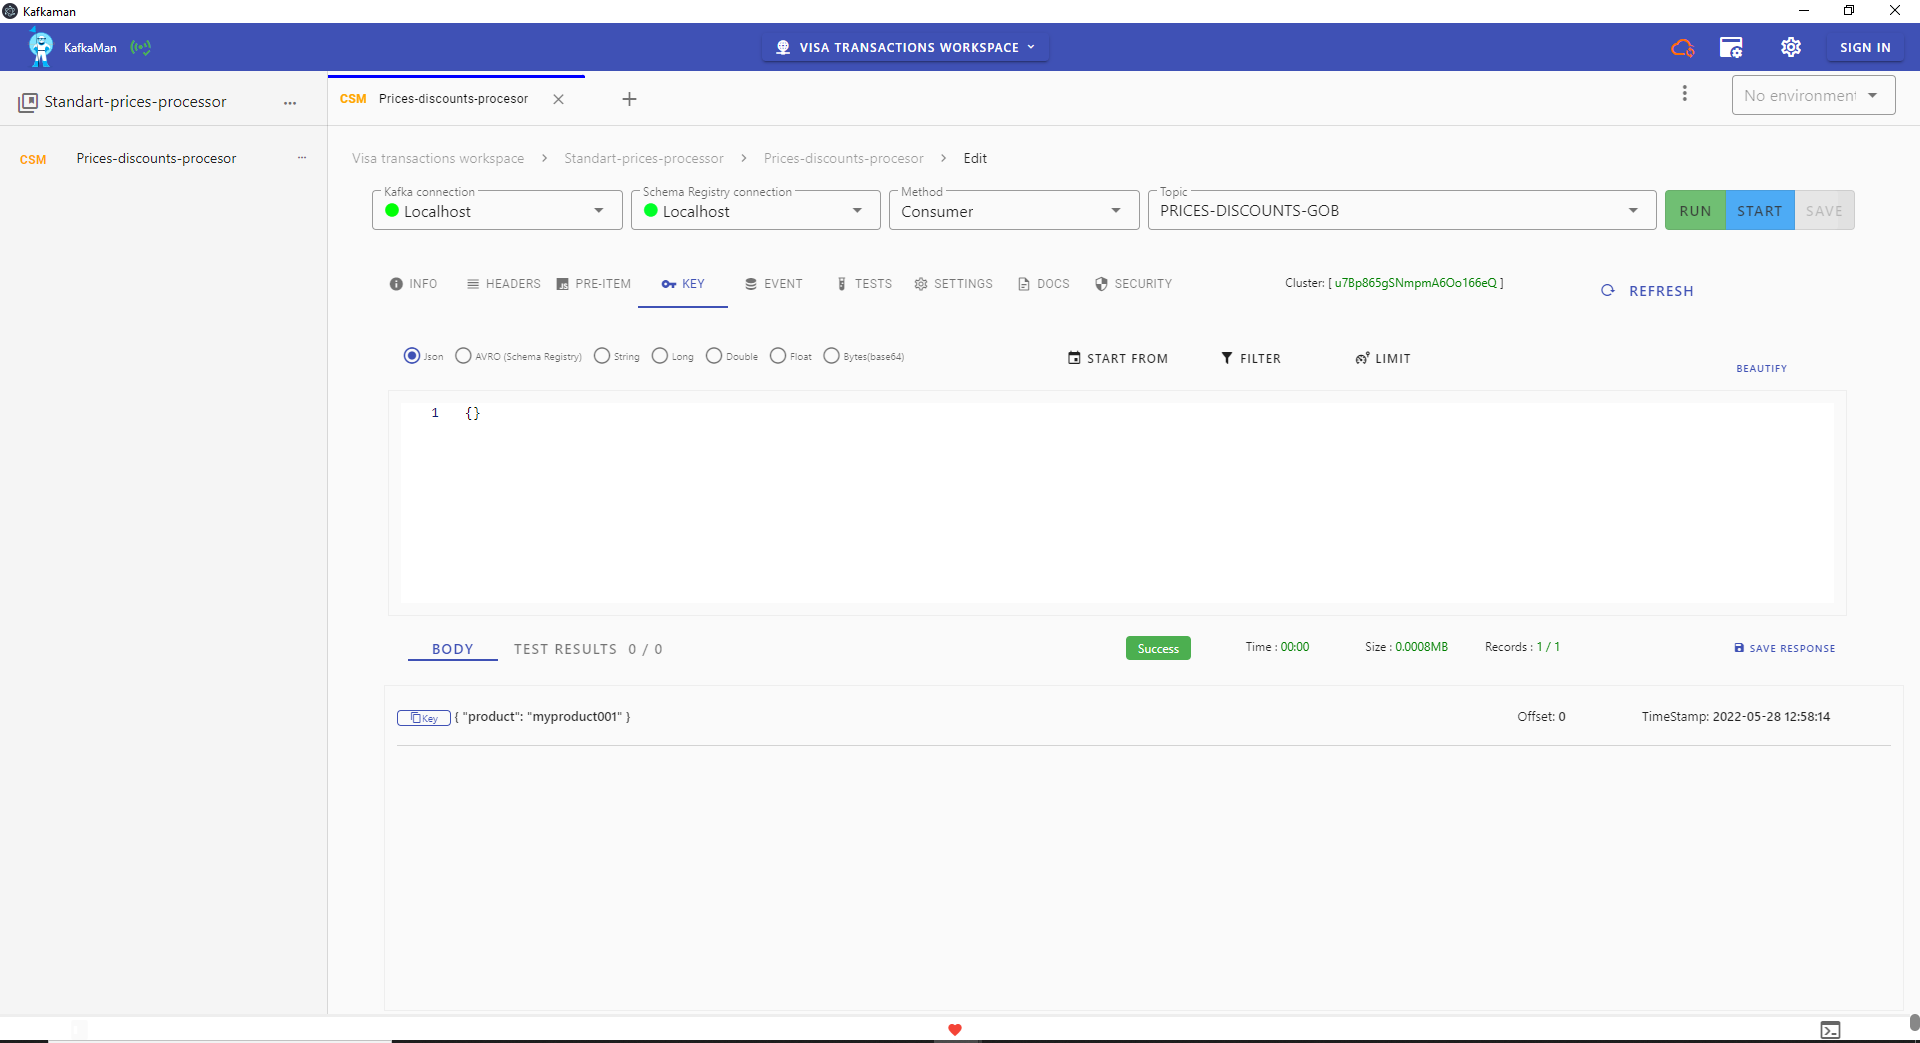 Kafkaman
KafkaMan
VISA TRANSACTIONS WORKSPACE
SIGN IN
Standart-prices-processor
...
CSM Prices-discounts-procesor
No environment
CSM Prices-discounts-procesor
...
Visa transactions workspace > Standart-prices-processor > Prices-discounts-procesor > Edit
Kafka connection
Localhost
Schema Registry connection
Localhost
Method
Consumer
Topic
PRICES-DISCOUNTS-GOB
RUN START SAVE
INFO HEADERS PRE-ITEM KEY EVENT TESTS SETTINGS DOCS SECURITY
Cluster: [ u7Bp865gSNmpmA6Oo166eQ ]
REFRESH
Json AVRO (Schema Registry) String Long Double Float Bytes(base64)
START FROM FILTER LIMIT
BEAUTIFY
1 {}
BODY TEST RESULTS 0 / 0
Success
Time : 00:00
Size : 0.0008MB
Records : 1 / 1
SAVE RESPONSE
Key { "product": "myproduct001" }
Offset: 0
TimeStamp: 2022-05-28 12:58:14